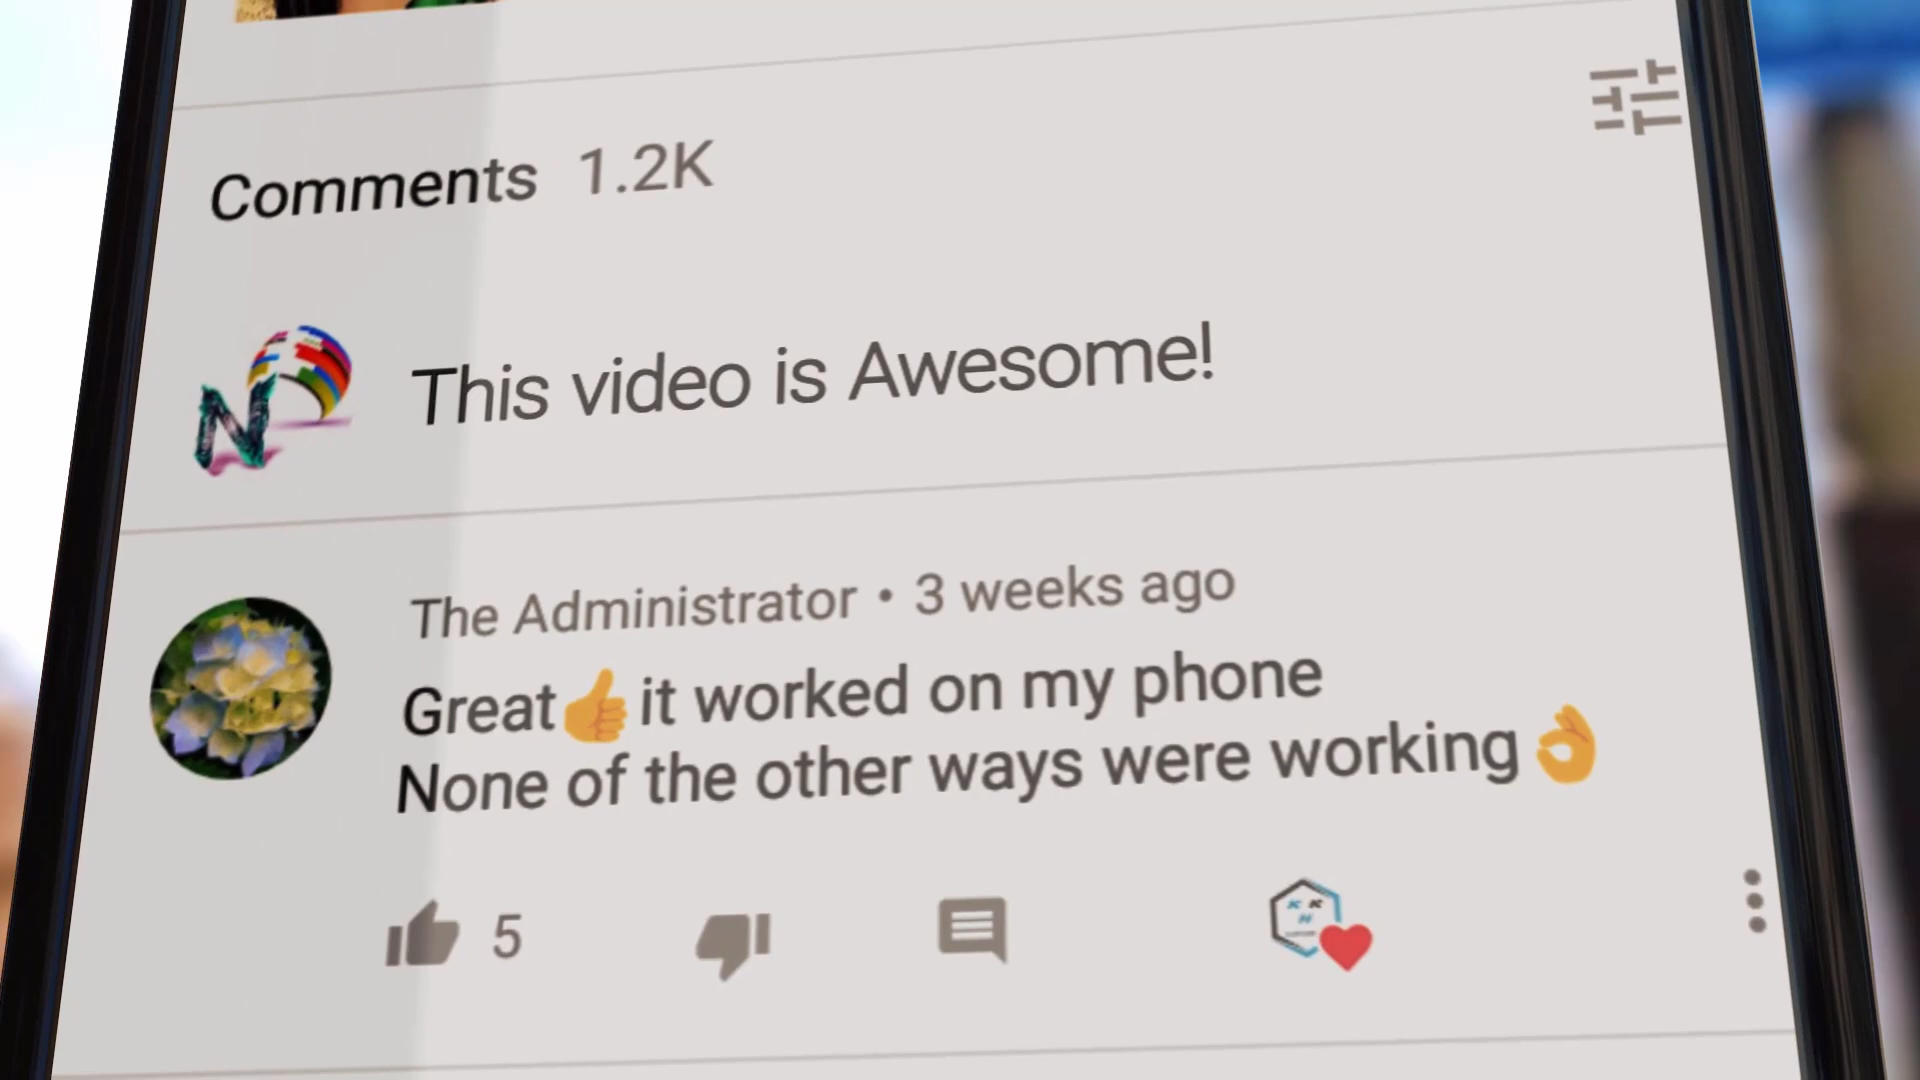 Comments 1.2K
This video is Awesome!
The Administrator • 3 weeks ago
Great👍it worked on my phone
None of the other ways were working👌
5
K K
H